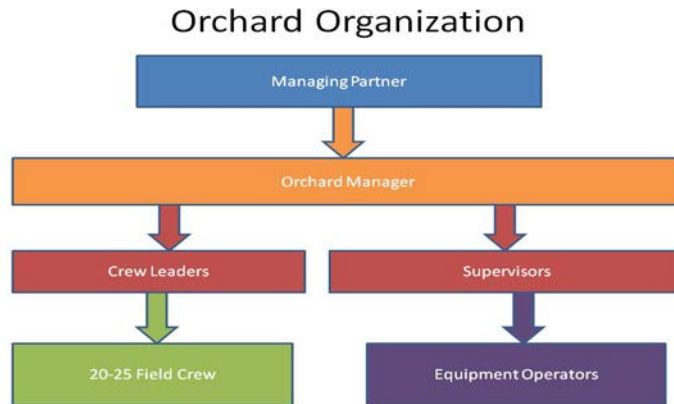 Orchard Organization
Managing Partner
Orchard Manager
Crew Leaders
Supervisors
20-25 Field Crew
Equipment Operators